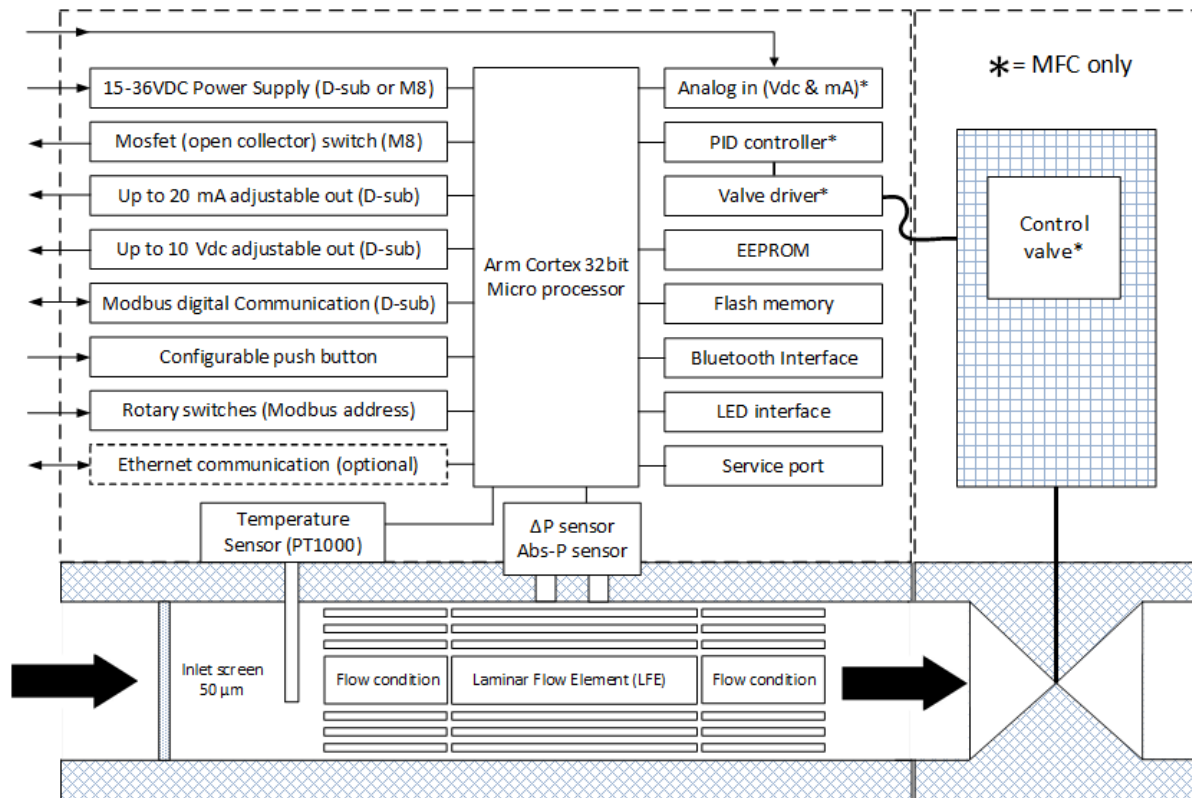 ✱= MFC only
15-36VDC Power Supply (D-sub or M8)
Mosfet (open collector) switch (M8)
Up to 20 mA adjustable out (D-sub)
Up to 10 Vdc adjustable out (D-sub)
Modbus digital Communication (D-sub)
Configurable push button
Rotary switches (Modbus address)
Ethernet communication (optional)
Arm Cortex 32bit
Micro processor
Analog in (Vdc & mA)*
PID controller*
Valve driver*
EEPROM
Flash memory
Bluetooth Interface
LED interface
Service port
Control
valve*
Temperature
Sensor (PT1000)
ΔP sensor
Abs-P sensor
Inlet screen
50 µm
Flow condition
Laminar Flow Element (LFE)
Flow condition